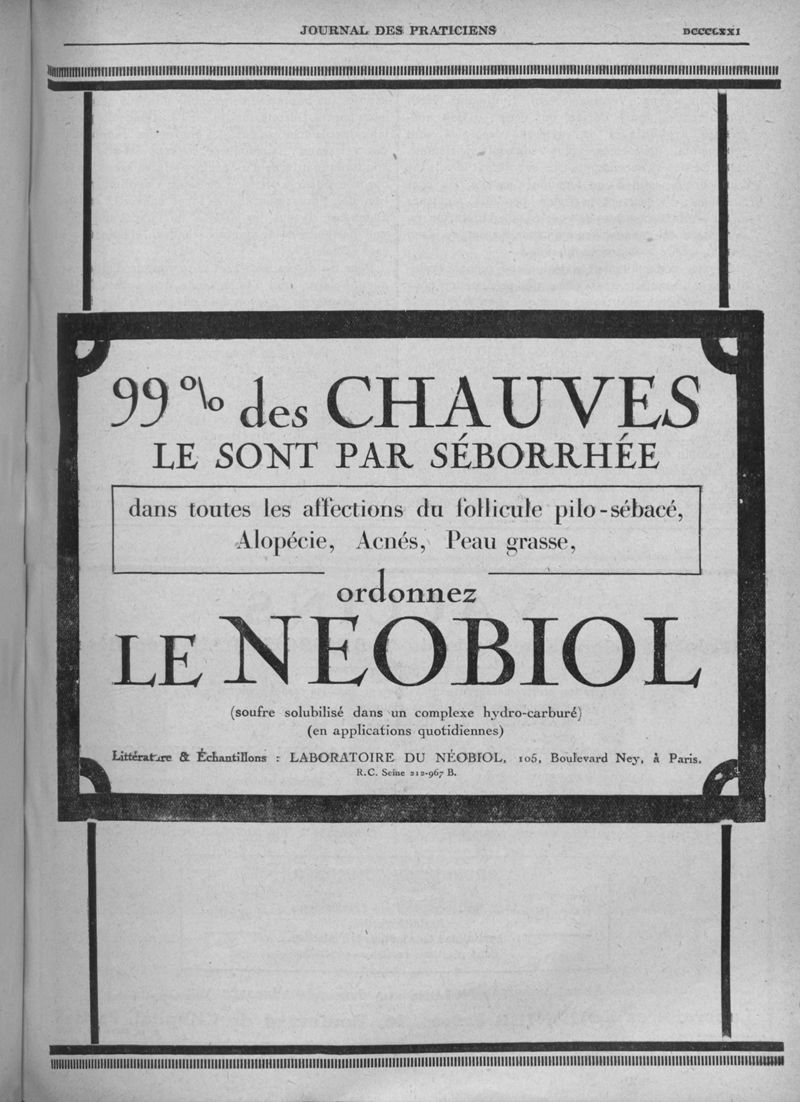 JOURNAL DES PRATICIENS
DCCCCLXXI
99 % des CHAUVES
LE SONT PAR SÉBORRHÉE
dans toutes les affections du follicule pilo-sébacé,
Alopécie, Acnés, Peau grasse,
ordonnez
LE NEOBIOL
(soufre solubilisé dans un complexe hydro-carburé)
(en applications quotidiennes)
Littérature & Échantillons : LABORATOIRE DU NÉOBIOL, 105, Boulevard Ney, à Paris.
R.C. Seine 212-967 B.